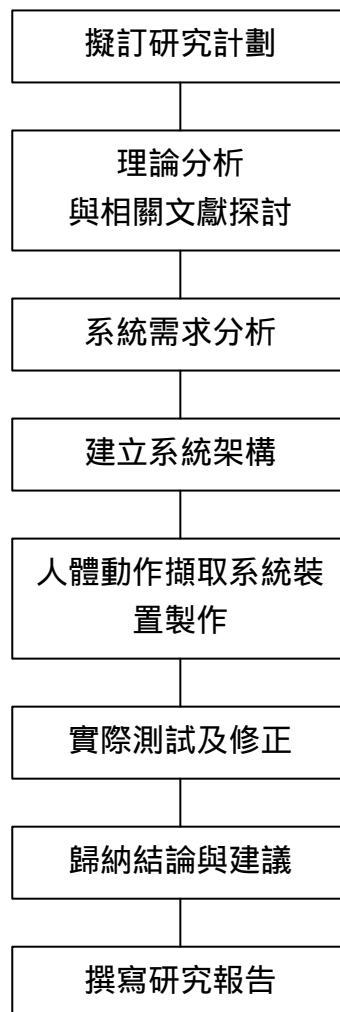 擬訂研究計劃
理論分析
與相關文獻探討
系統需求分析
建立系統架構
人體動作擷取系統裝
置製作
實際測試及修正
歸納結論與建議
撰寫研究報告